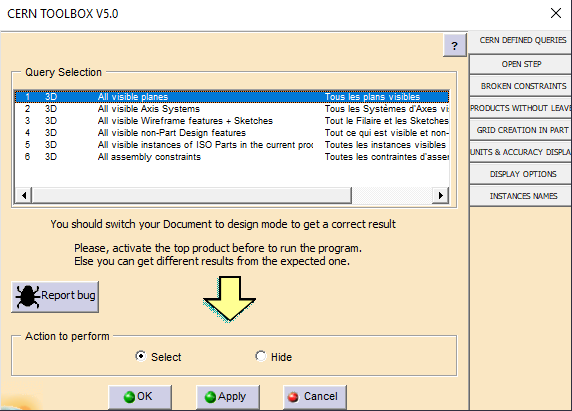 CERN TOOLBOX V5.0
?
CERN DEFINED QUERIES
OPEN STEP
BROKEN CONSTRAINTS
PRODUCTS WITHOUT LEAVE
GRID CREATION IN PART
UNITS & ACCURACY DISPLA
DISPLAY OPTIONS
INSTANCES NAMES
Query Selection
1 3D All visible planes Tous les plans visibles
2 3D All visible Axis Systems Tous les Systèmes d'Axes vi
3 3D All visible Wireframe features + Sketches Tout le Filaire et les Sketches
4 3D All visible non-Part Design features Tout ce qui est visible et non-
5 3D All visible instances of ISO Parts in the current proc Toutes les instances visibles
6 3D All assembly constraints Toutes les contraintes d'asser
You should switch your Document to design mode to get a correct result
Please, activate the top product before to run the program.
Else you can get different results from the expected one.
Report bug
Action to perform
Select Hide
OK Apply Cancel